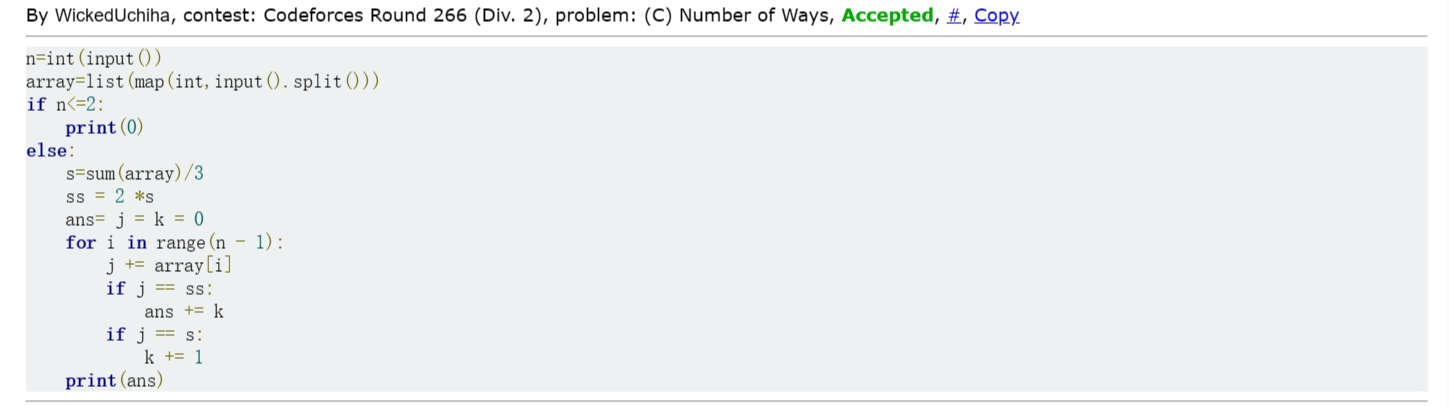 By WickedUchiha, contest: Codeforces Round 266 (Div. 2), problem: (C) Number of Ways, Accepted, #, Copy
n=int(input())
array=list(map(int,input().split()))
if n<=2:
    print(0)
else:
    s=sum(array)/3
    ss = 2 *s
    ans= j = k = 0
    for i in range(n - 1):
        j += array[i]
        if j == ss:
            ans += k
        if j == s:
            k += 1
    print(ans)